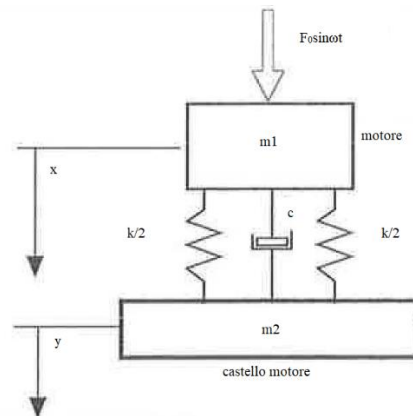 F₀sinωt
m1
motore
x
c
k/2
k/2
m2
y
castello motore